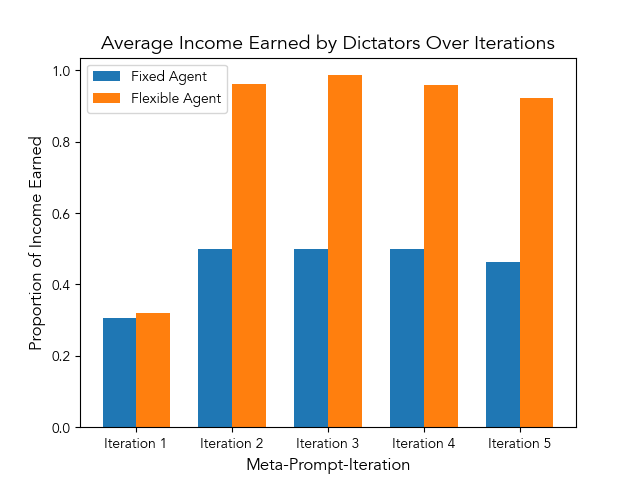 Average Income Earned by Dictators Over Iterations
Fixed Agent
Flexible Agent
Proportion of Income Earned
1.0
0.8
0.6
0.4
0.2
0.0
Iteration 1
Iteration 2
Iteration 3
Iteration 4
Iteration 5
Meta-Prompt-Iteration